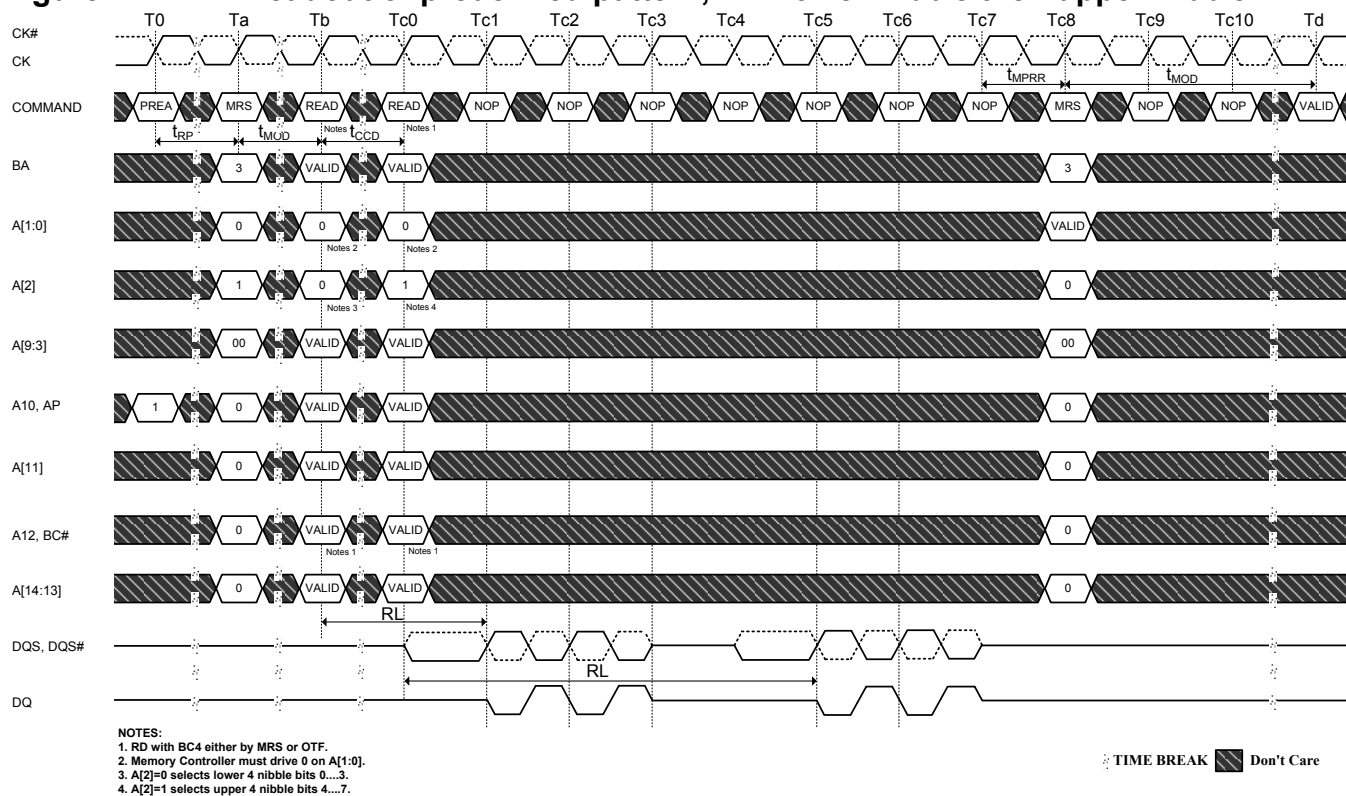 T0 Ta Tb Tc0 Tc1 Tc2 Tc3 Tc4 Tc5 Tc6 Tc7 Tc8 Tc9 Tc10 Td
CK#
CK
tMPRR tMOD
COMMAND PREA MRS READ READ NOP NOP NOP NOP NOP NOP NOP MRS NOP NOP VALID
Notes Notes 1
tRP tMOD tCCD
BA 3 VALID VALID 3
A[1:0] 0 0 0 VALID
Notes 2 Notes 2
A[2] 1 0 1 0
Notes 3 Notes 4
A[9:3] 00 VALID VALID 00
A10, AP 1 0 VALID VALID 0
A[11] 0 VALID VALID 0
A12, BC# 0 VALID VALID 0
Notes 1 Notes 1
A[14:13] 0 VALID VALID 0
RL
DQS, DQS#
RL
DQ
NOTES:
1. RD with BC4 either by MRS or OTF.
2. Memory Controller must drive 0 on A[1:0].
3. A[2]=0 selects lower 4 nibble bits 0....3.
4. A[2]=1 selects upper 4 nibble bits 4....7.
TIME BREAK Don't Care